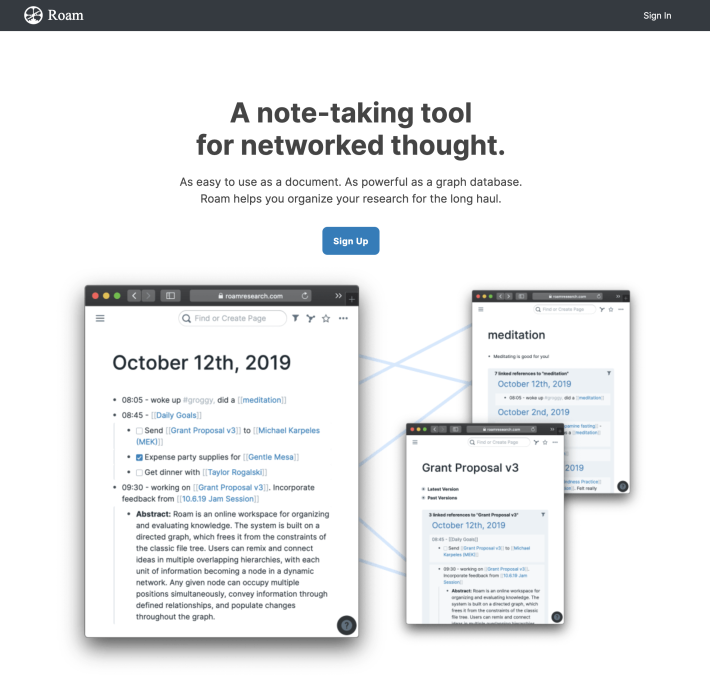 Roam
Sign In
A note-taking tool
for networked thought.
As easy to use as a document. As powerful as a graph database.
Roam helps you organize your research for the long haul.
Sign Up
roamresearch.com
Find or Create Page
October 12th, 2019
08:05 - woke up #groggy, did a [[meditation]]
08:45 - [[Daily Goals]]
Send [[Grant Proposal v3]] to [[Michael Karpeles
(MEK)]]
Expense party supplies for [[Gentle Mesa]]
Get dinner with [[Taylor Rogalski]]
09:30 - working on [[Grant Proposal v3]]. Incorporate
feedback from [[10.6.19 Jam Session]]
Abstract: Roam is an online workspace for organizing
and evaluating knowledge. The system is built on a
directed graph, which frees it from the constraints of
the classic file tree. Users can remix and connect
ideas in multiple overlapping hierarchies, with each
unit of information becoming a node in a dynamic
network. Any given node can occupy multiple
positions simultaneously, convey information through
defined relationships, and populate changes
throughout the graph.
roamresearch.com
Find or Create Page
meditation
Meditating is good for you!
7 linked references to "meditation"
October 12th, 2019
08:05 - woke up #groggy, did a [[meditation]]
October 2nd, 2019
2019
Felt really
roamresearch.com
Find or Create Page
Grant Proposal v3
Latest Version
Past Versions
3 linked references to "Grant Proposal v3"
October 12th, 2019
08:45 - [[Daily Goals]]
Send [[Grant Proposal v3]] to [[Michael
Karpeles (MEK)]]
09:30 - working on [[Grant Proposal v3]].
Incorporate feedback from [[10.6.19 Jam
Session]]
Abstract: Roam is an online workspace for
organizing and evaluating knowledge. The
system is built on a directed graph, which
frees it from the constraints of the classic
file tree. Users can remix and connect
ideas in multiple overlapping